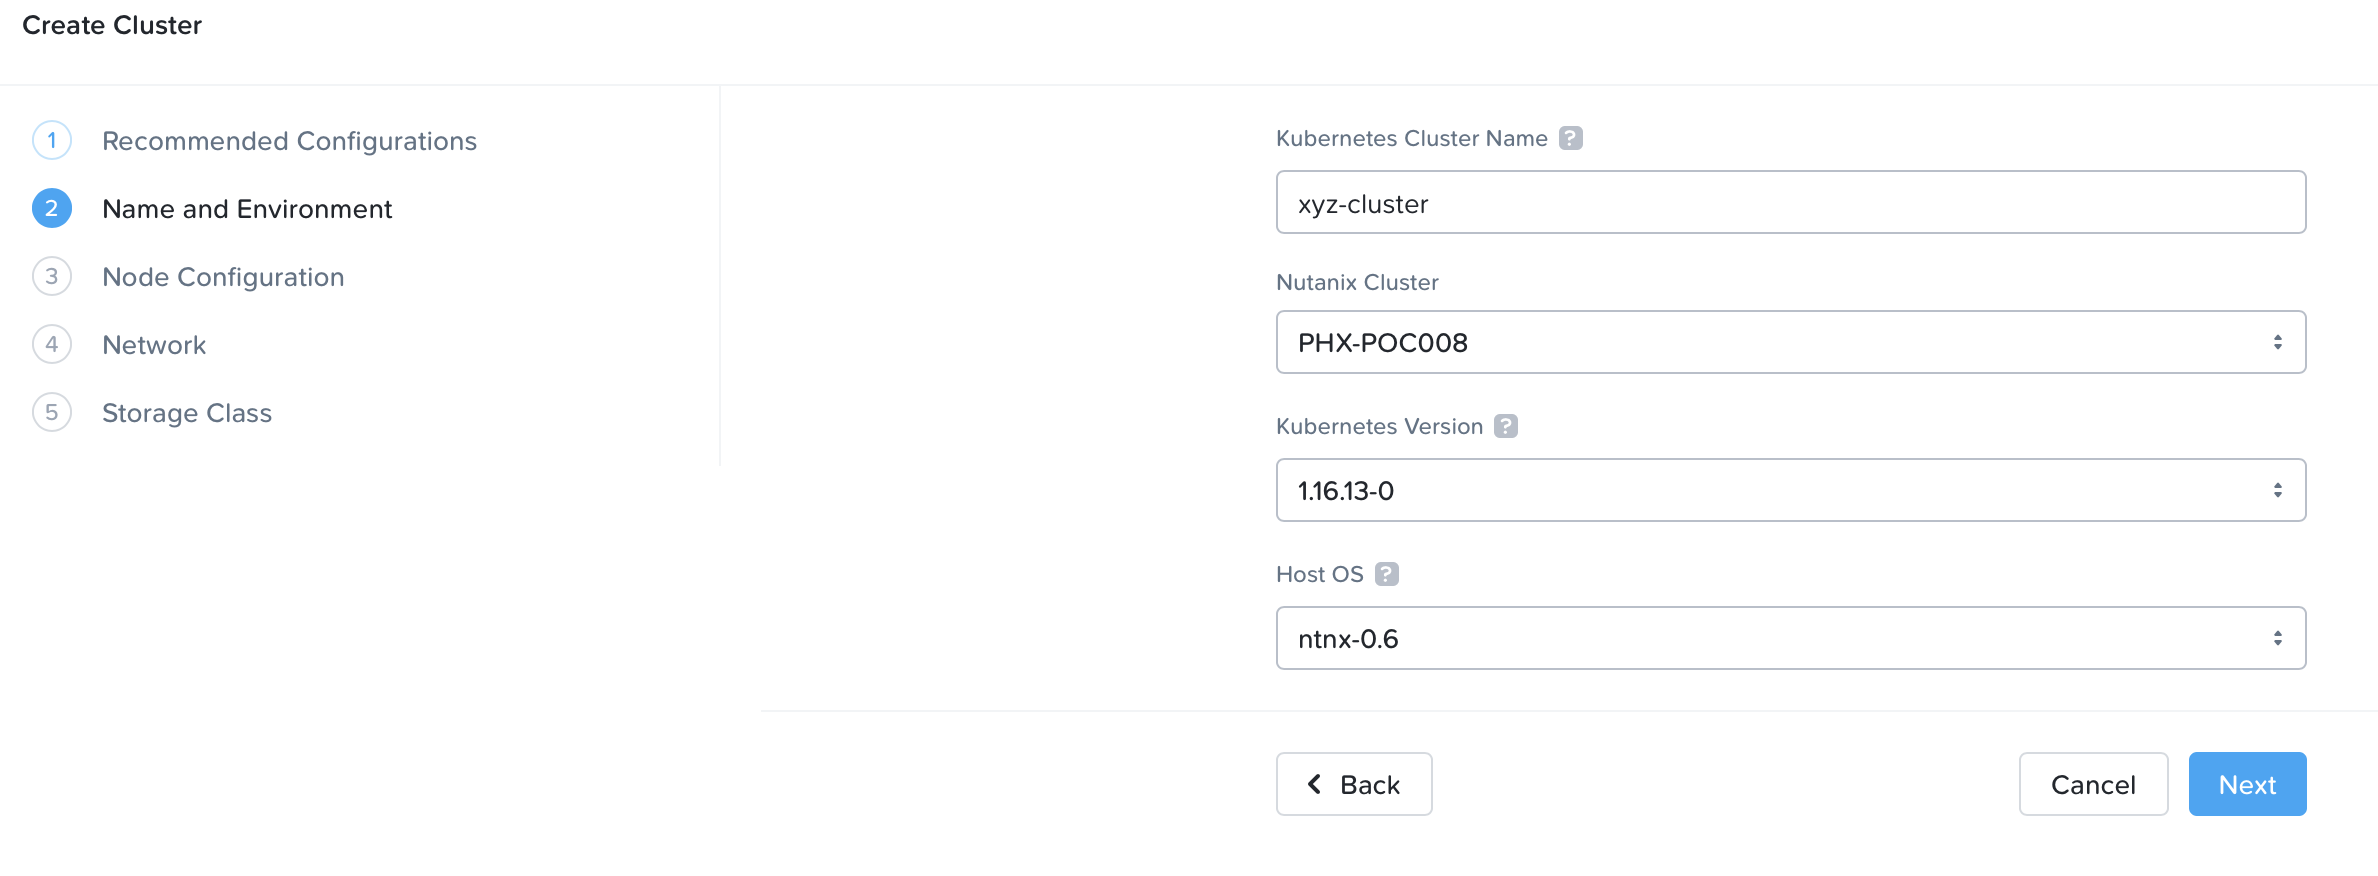 Create Cluster
1 Recommended Configurations
2 Name and Environment
3 Node Configuration
4 Network
5 Storage Class
Kubernetes Cluster Name ?
xyz-cluster
Nutanix Cluster
PHX-POC008
Kubernetes Version ?
1.16.13-0
Host OS ?
ntnx-0.6
Back
Cancel
Next